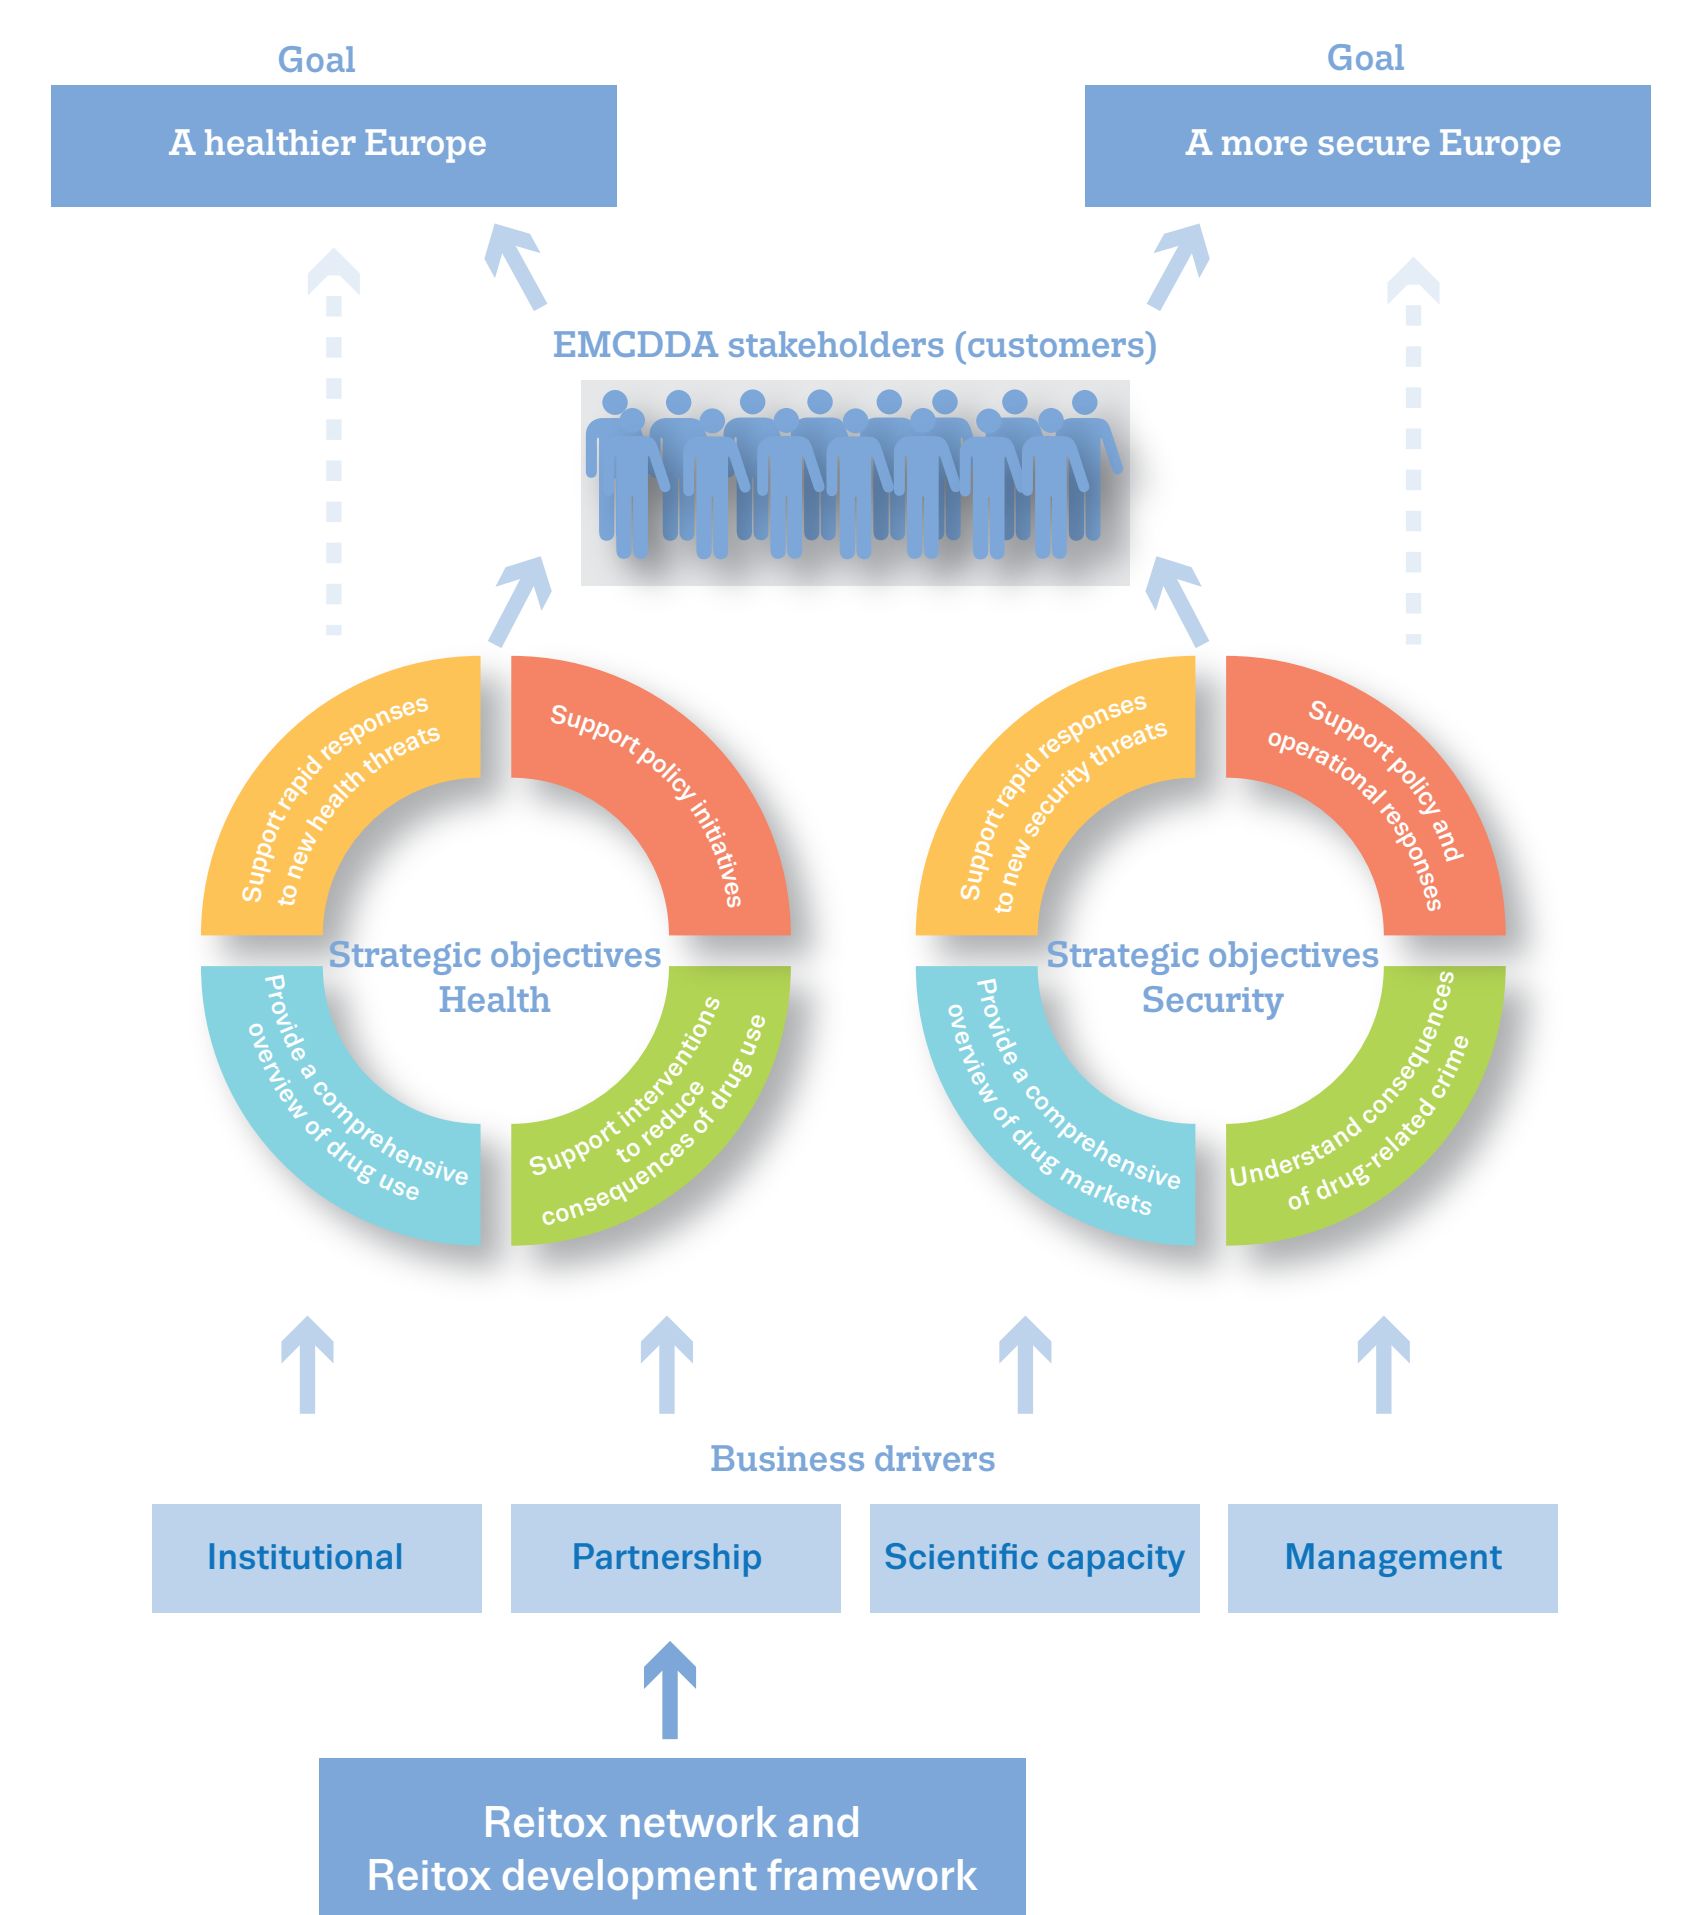 Goal
Goal
A healthier Europe
A more secure Europe
EMCDDA stakeholders (customers)
Support rapid responses
to new health threats
Support policy initiatives
Strategic objectives
Health
Provide a comprehensive
overview of drug use
Support interventions
to reduce
consequences of drug use
Support rapid responses
to new security threats
Support policy and
operational responses
Strategic objectives
Security
Provide a comprehensive
overview of drug markets
Understand consequences
of drug-related crime
Business drivers
Institutional
Partnership
Scientific capacity
Management
Reitox network and
Reitox development framework